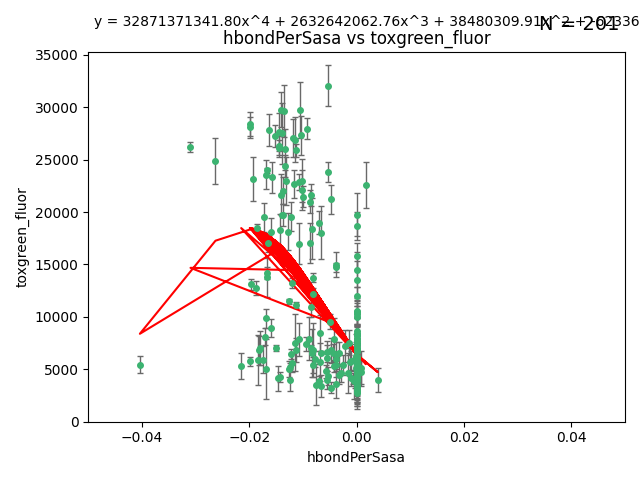 y = 32871371341.80x^4 + 2632642062.76x^3 + 38480309.91x^2 +
N = 201
hbondPerSasa vs toxgreen_fluor
35000
30000
25000
20000
15000
10000
5000
0
toxgreen_fluor
−0.04
−0.02
0.00
0.02
0.04
hbondPerSasa